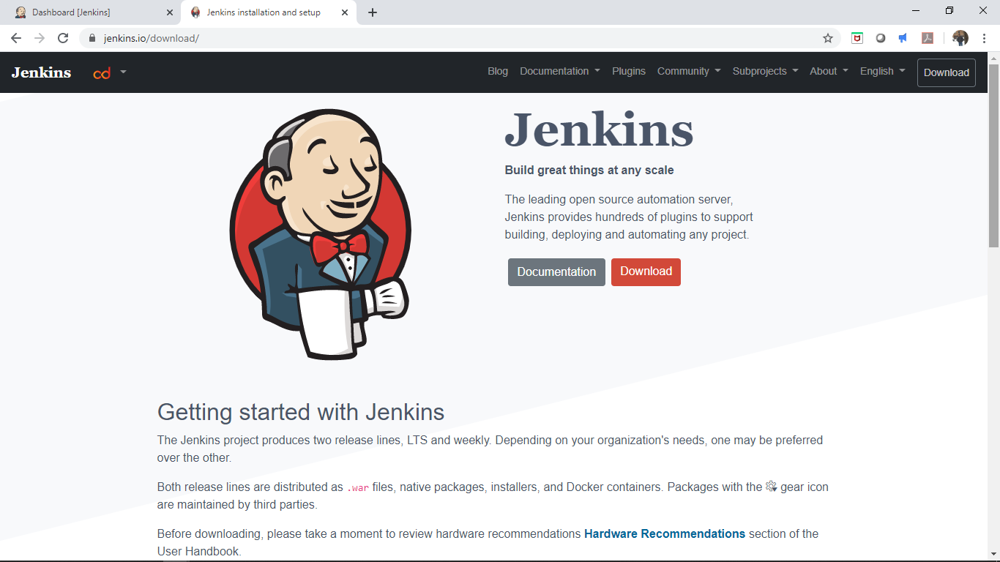 Dashboard [Jenkins]
Jenkins installation and setup
jenkins.io/download/
Jenkins
cd
Blog
Documentation
Plugins
Community
Subprojects
About
English
Download
Jenkins
Build great things at any scale
The leading open source automation server,
Jenkins provides hundreds of plugins to support
building, deploying and automating any project.
Documentation
Download
Getting started with Jenkins
The Jenkins project produces two release lines, LTS and weekly. Depending on your organization's needs, one may be preferred
over the other.
Both release lines are distributed as .war files, native packages, installers, and Docker containers. Packages with the gear icon
are maintained by third parties.
Before downloading, please take a moment to review hardware recommendations Hardware Recommendations section of the
User Handbook.